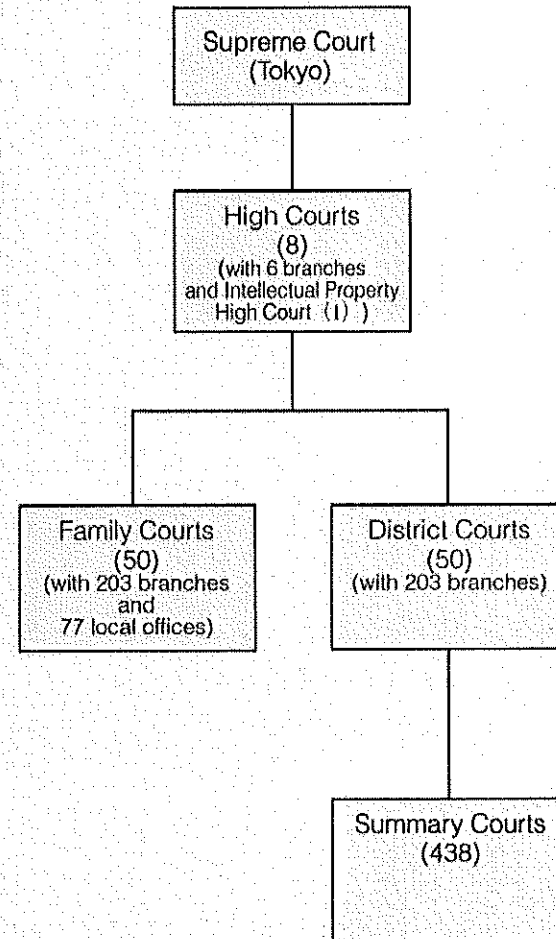 Supreme Court
(Tokyo)
High Courts
(8)
(with 6 branches
and Intellectual Property
High Court (1) )
Family Courts
(50)
(with 203 branches
and
77 local offices)
District Courts
(50)
(with 203 branches)
Summary Courts
(438)